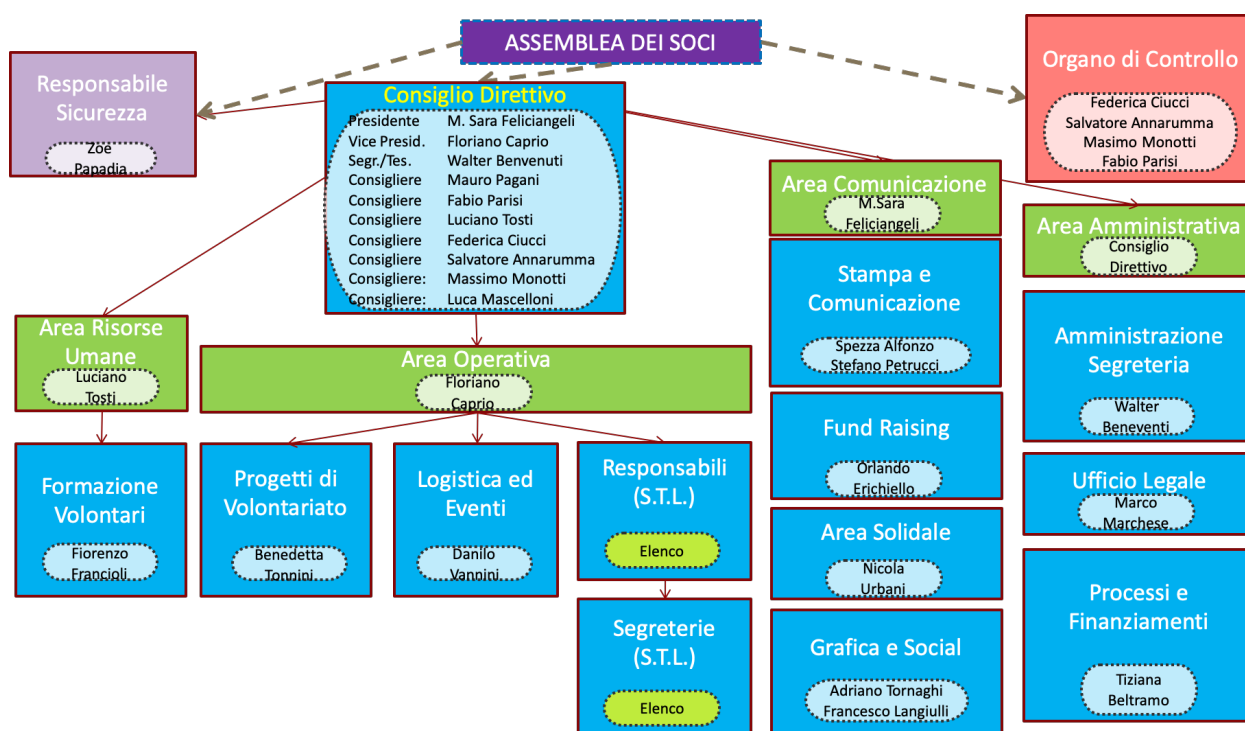 ASSEMBLEA DEI SOCI
Responsabile
Sicurezza
Zoe
Papadia
Consiglio Direttivo
Presidente M. Sara Feliciangeli
Vice Presid. Floriano Caprio
Segr./Tes. Walter Benvenuti
Consigliere Mauro Pagani
Consigliere Fabio Parisi
Consigliere Luciano Tosti
Consigliere Federica Ciucci
Consigliere Salvatore Annarumma
Consigliere: Massimo Monotti
Consigliere: Luca Mascelloni
Organo di Controllo
Federica Ciucci
Salvatore Annarumma
Masimo Monotti
Fabio Parisi
Area Risorse
Umane
Luciano
Tosti
Formazione
Volontari
Fiorenzo
Francioli
Area Operativa
Floriano
Caprio
Progetti di
Volontariato
Benedetta
Tonnini
Logistica ed
Eventi
Danilo
Vannini
Responsabili
(S.T.L.)
Elenco
Segreterie
(S.T.L.)
Elenco
Area Comunicazione
M.Sara
Feliciangeli
Stampa e
Comunicazione
Spezza Alfonzo
Stefano Petrucci
Fund Raising
Orlando
Erichiello
Area Solidale
Nicola
Urbani
Grafica e Social
Adriano Tornaghi
Francesco Langiulli
Area Amministrativa
Consiglio
Direttivo
Amministrazione
Segreteria
Walter
Beneventi
Ufficio Legale
Marco
Marchese
Processi e
Finanziamenti
Tiziana
Beltramo